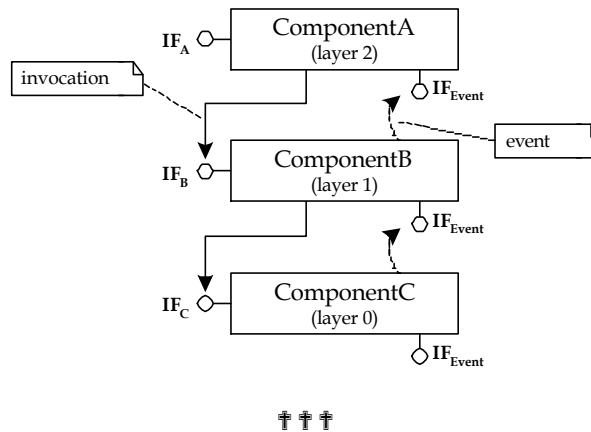 ComponentA
(layer 2)
IF_A
invocation
IF_Event
event
ComponentB
(layer 1)
IF_B
IF_Event
ComponentC
(layer 0)
IF_C
IF_Event
✝✝✝